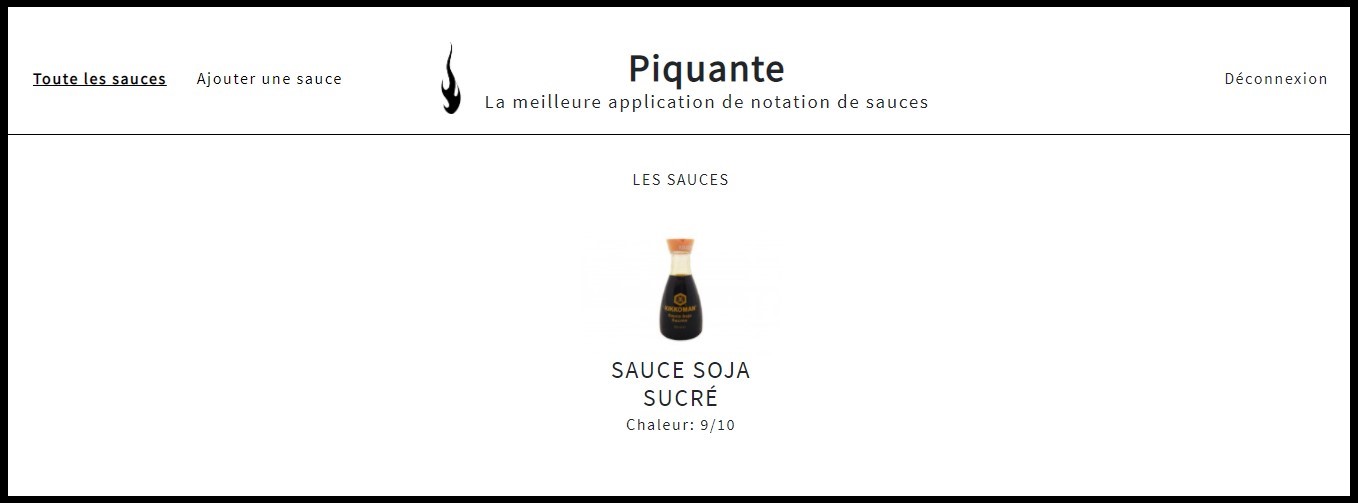 Toute les sauces
Ajouter une sauce
Piquante
La meilleure application de notation de sauces
Déconnexion
LES SAUCES
KIKKOMAN
SAUCE SOJA
SUCRÉ
Chaleur: 9/10